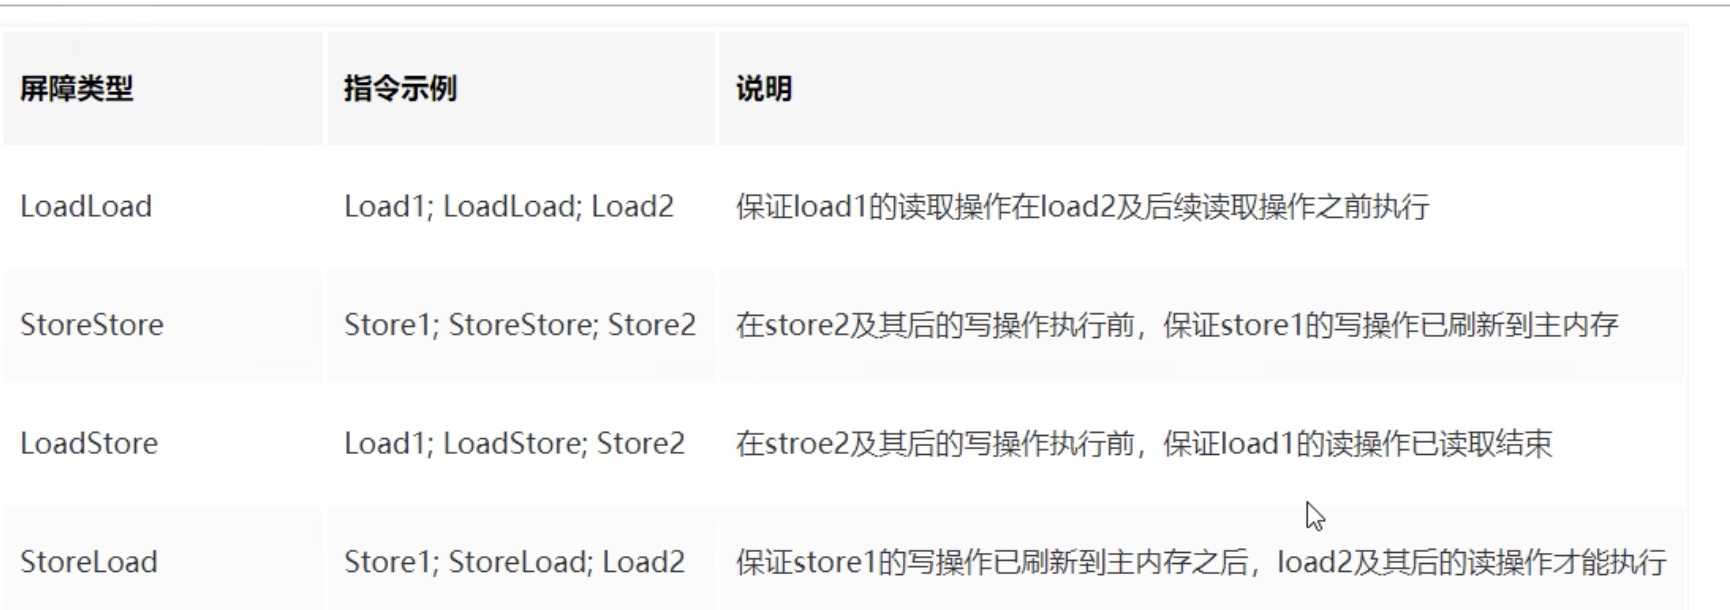 屏障类型 指令示例 说明
LoadLoad Load1; LoadLoad; Load2 保证load1的读取操作在load2及后续读取操作之前执行
StoreStore Store1; StoreStore; Store2 在store2及其后的写操作执行前，保证store1的写操作已刷新到主内存
LoadStore Load1; LoadStore; Store2 在stroe2及其后的写操作执行前，保证load1的读操作已读取结束
StoreLoad Store1; StoreLoad; Load2 保证store1的写操作已刷新到主内存之后，load2及其后的读操作才能执行